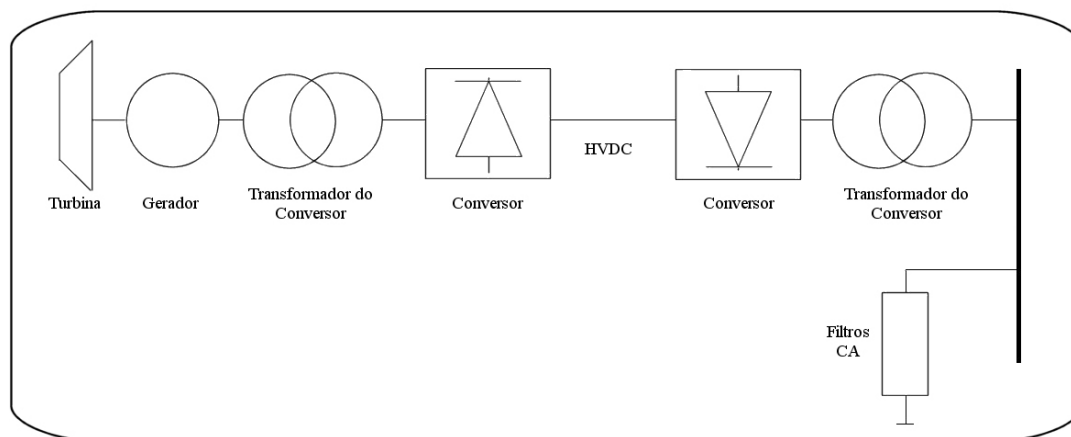 HVDC
Turbina
Gerador
Transformador do
Conversor
Conversor
Conversor
Transformador do
Conversor
Filtros
CA